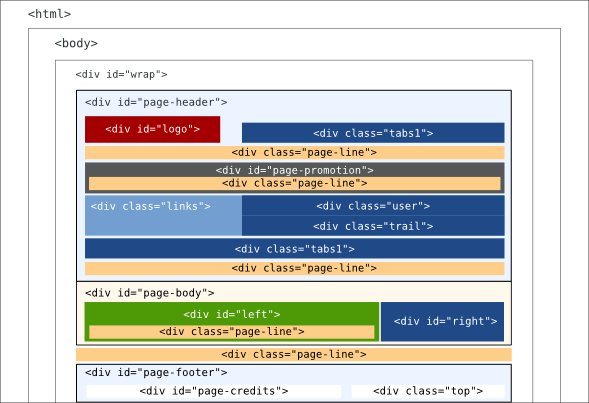 <html>
<body>
<div id="wrap">
<div id="page-header">
<div id="logo">
<div class="tabs1">
<div class="page-line">
<div id="page-promotion">
<div class="page-line">
<div class="links">
<div class="user">
<div class="trail">
<div class="tabs1">
<div class="page-line">
<div id="page-body">
<div id="left">
<div class="page-line">
<div id="right">
<div class="page-line">
<div id="page-footer">
<div id="page-credits">
<div class="top">